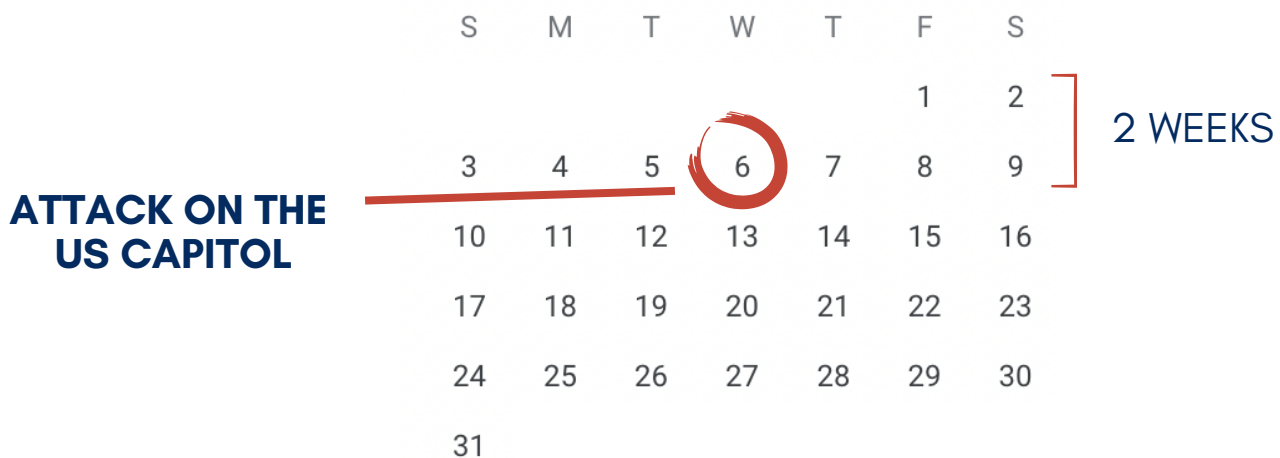 S M T W T F S
1 2
2 WEEKS
3 4 5 6 7 8 9
ATTACK ON THE
US CAPITOL
10 11 12 13 14 15 16
17 18 19 20 21 22 23
24 25 26 27 28 29 30
31